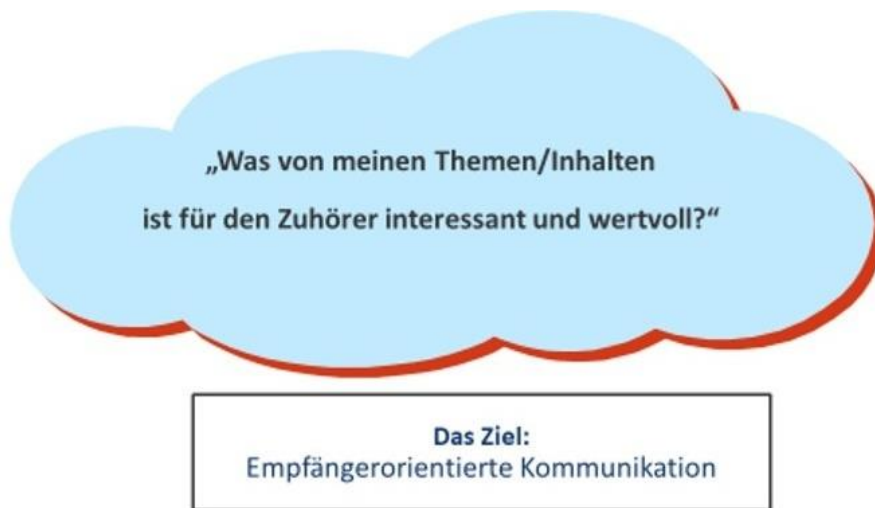 „Was von meinen Themen/Inhalten
ist für den Zuhörer interessant und wertvoll?“
Das Ziel:
Empfängerorientierte Kommunikation